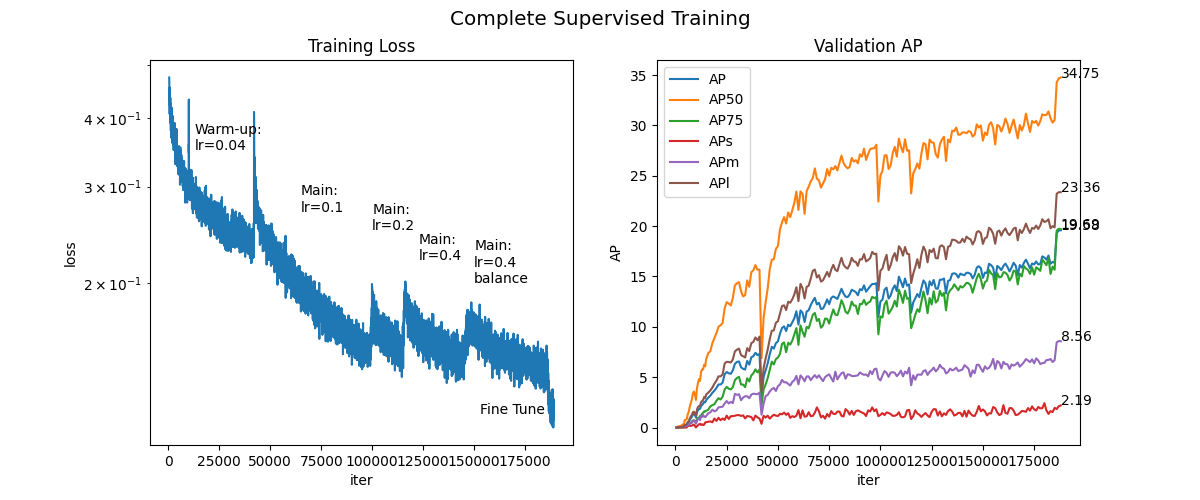 Complete Supervised Training
Training Loss
4 × 10⁻¹
3 × 10⁻¹
2 × 10⁻¹
loss
Warm-up:
lr=0.04
Main:
lr=0.1
Main:
lr=0.2
Main:
lr=0.4
Main:
lr=0.4
balance
Fine Tune
0 25000 50000 75000 100000 125000 150000 175000
iter
Validation AP
35
30
25
20
15
10
5
0
AP
AP
AP50
AP75
APs
APm
APl
34.75
23.36
8.56
2.19
0 25000 50000 75000 100000 125000 150000 175000
iter